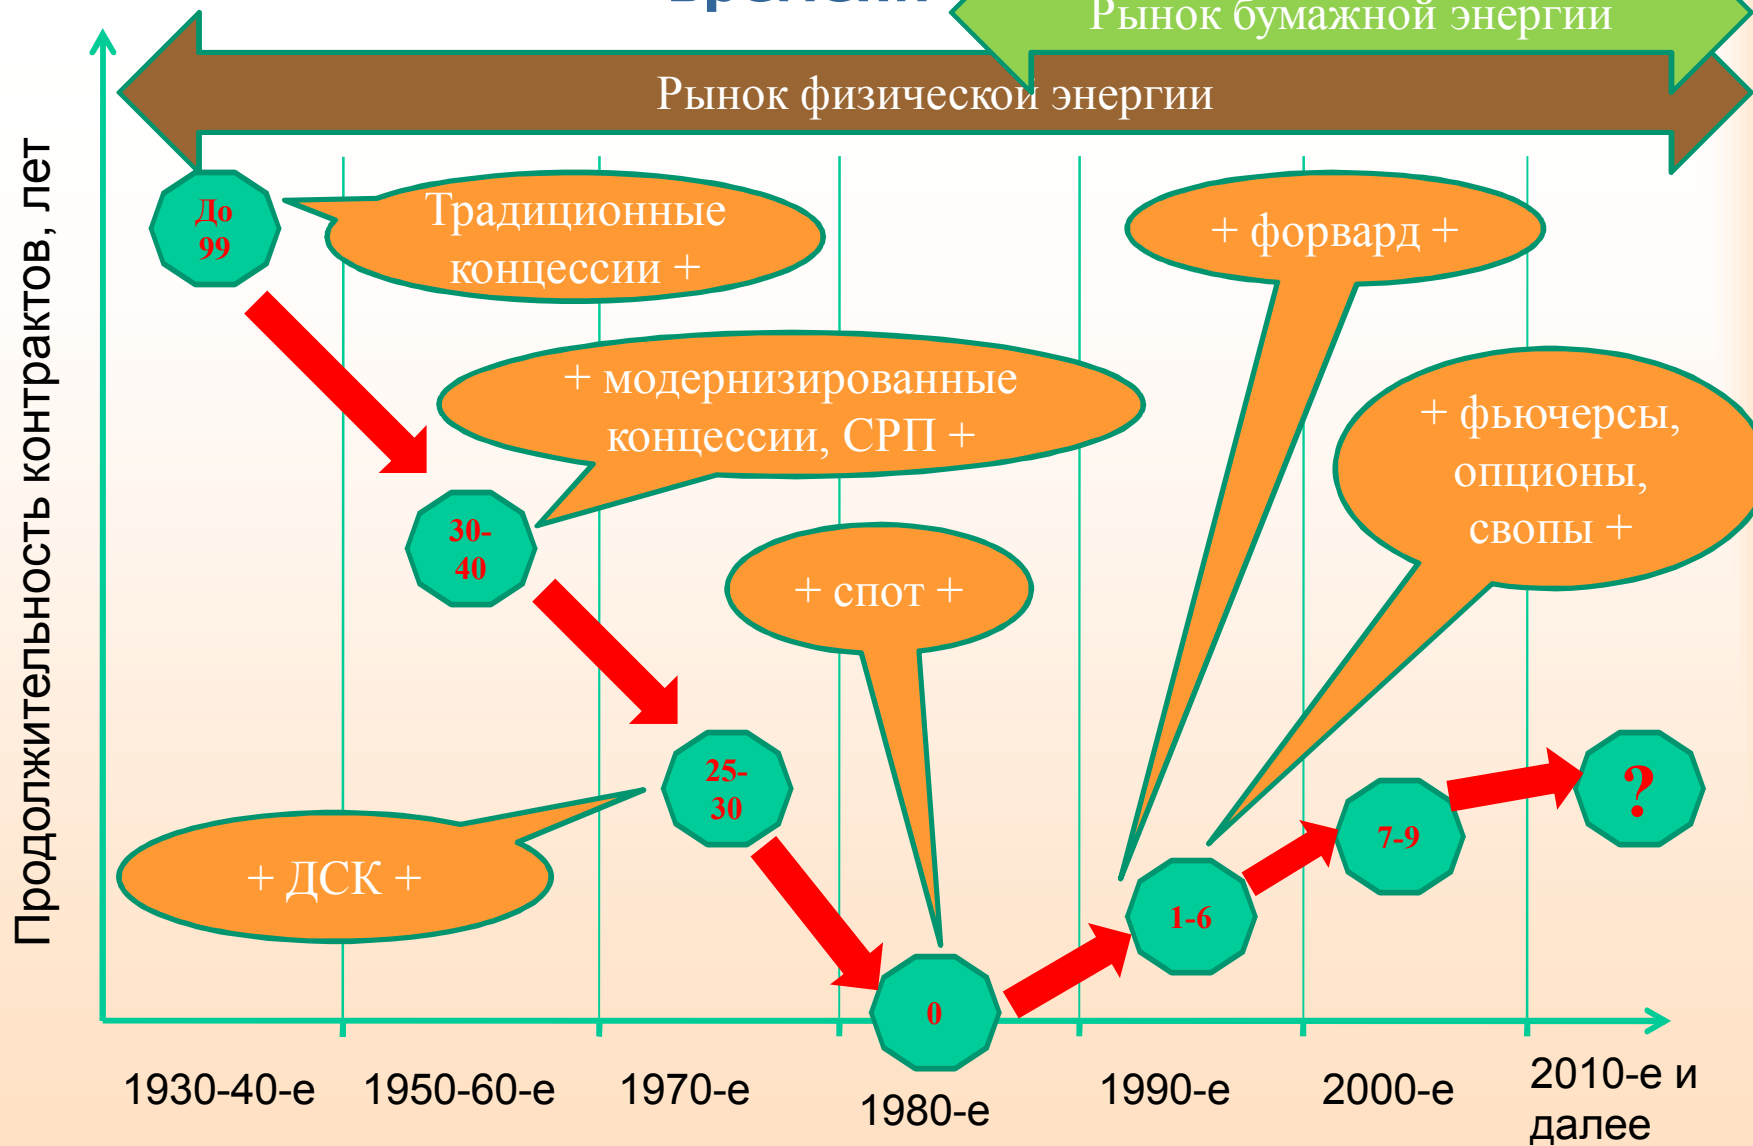 Рынок бумажной энергии
Рынок физической энергии
Продолжительность контрактов, лет
До
99
Традиционные
концессии +
+ форвард +
+ модернизированные
концессии, СРП +
+ фьючерсы,
опционы,
свопы +
30-
40
+ спот +
25-
30
+ ДСК +
?
7-9
1-6
0
1930-40-е
1950-60-е
1970-е
1980-е
1990-е
2000-е
2010-е и
далее